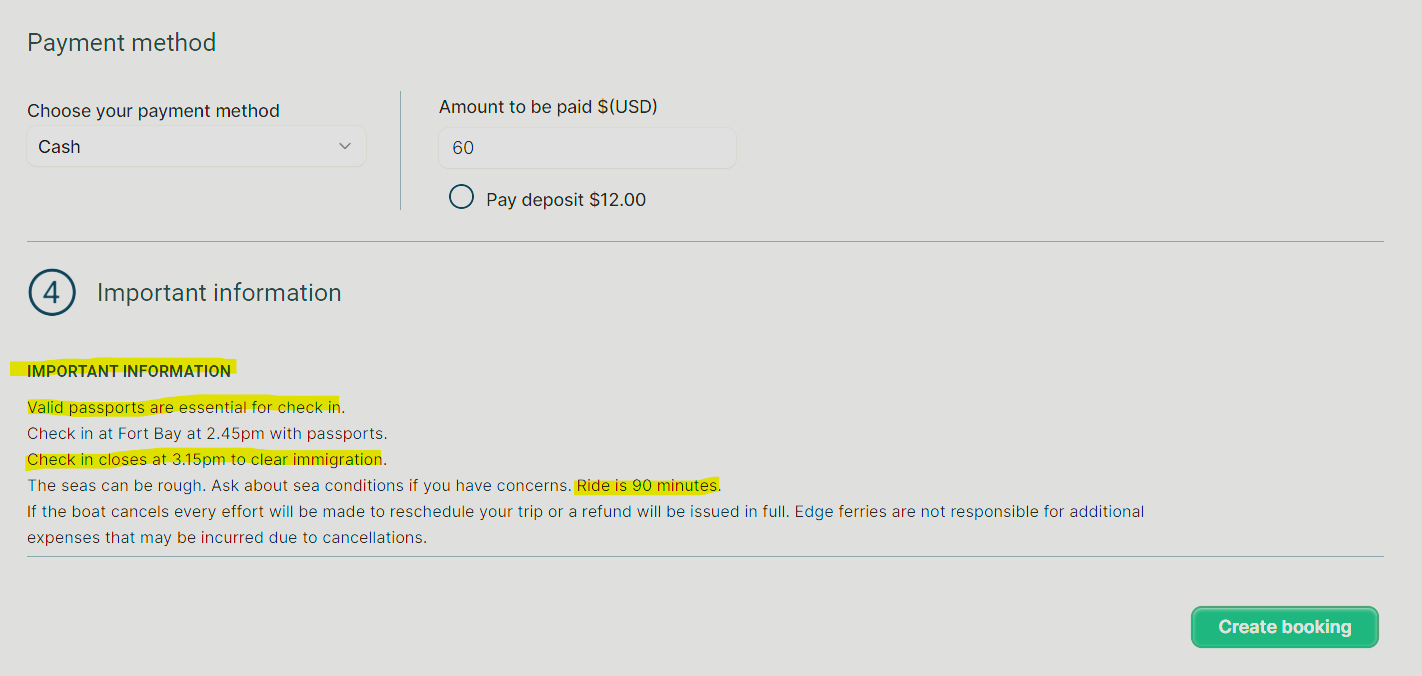 Payment method
Choose your payment method
Cash
Amount to be paid $(USD)
60
Pay deposit $12.00
4 Important information
IMPORTANT INFORMATION
Valid passports are essential for check in.
Check in at Fort Bay at 2.45pm with passports.
Check in closes at 3.15pm to clear immigration.
The seas can be rough. Ask about sea conditions if you have concerns. Ride is 90 minutes.
If the boat cancels every effort will be made to reschedule your trip or a refund will be issued in full. Edge ferries are not responsible for additional
expenses that may be incurred due to cancellations.
Create booking